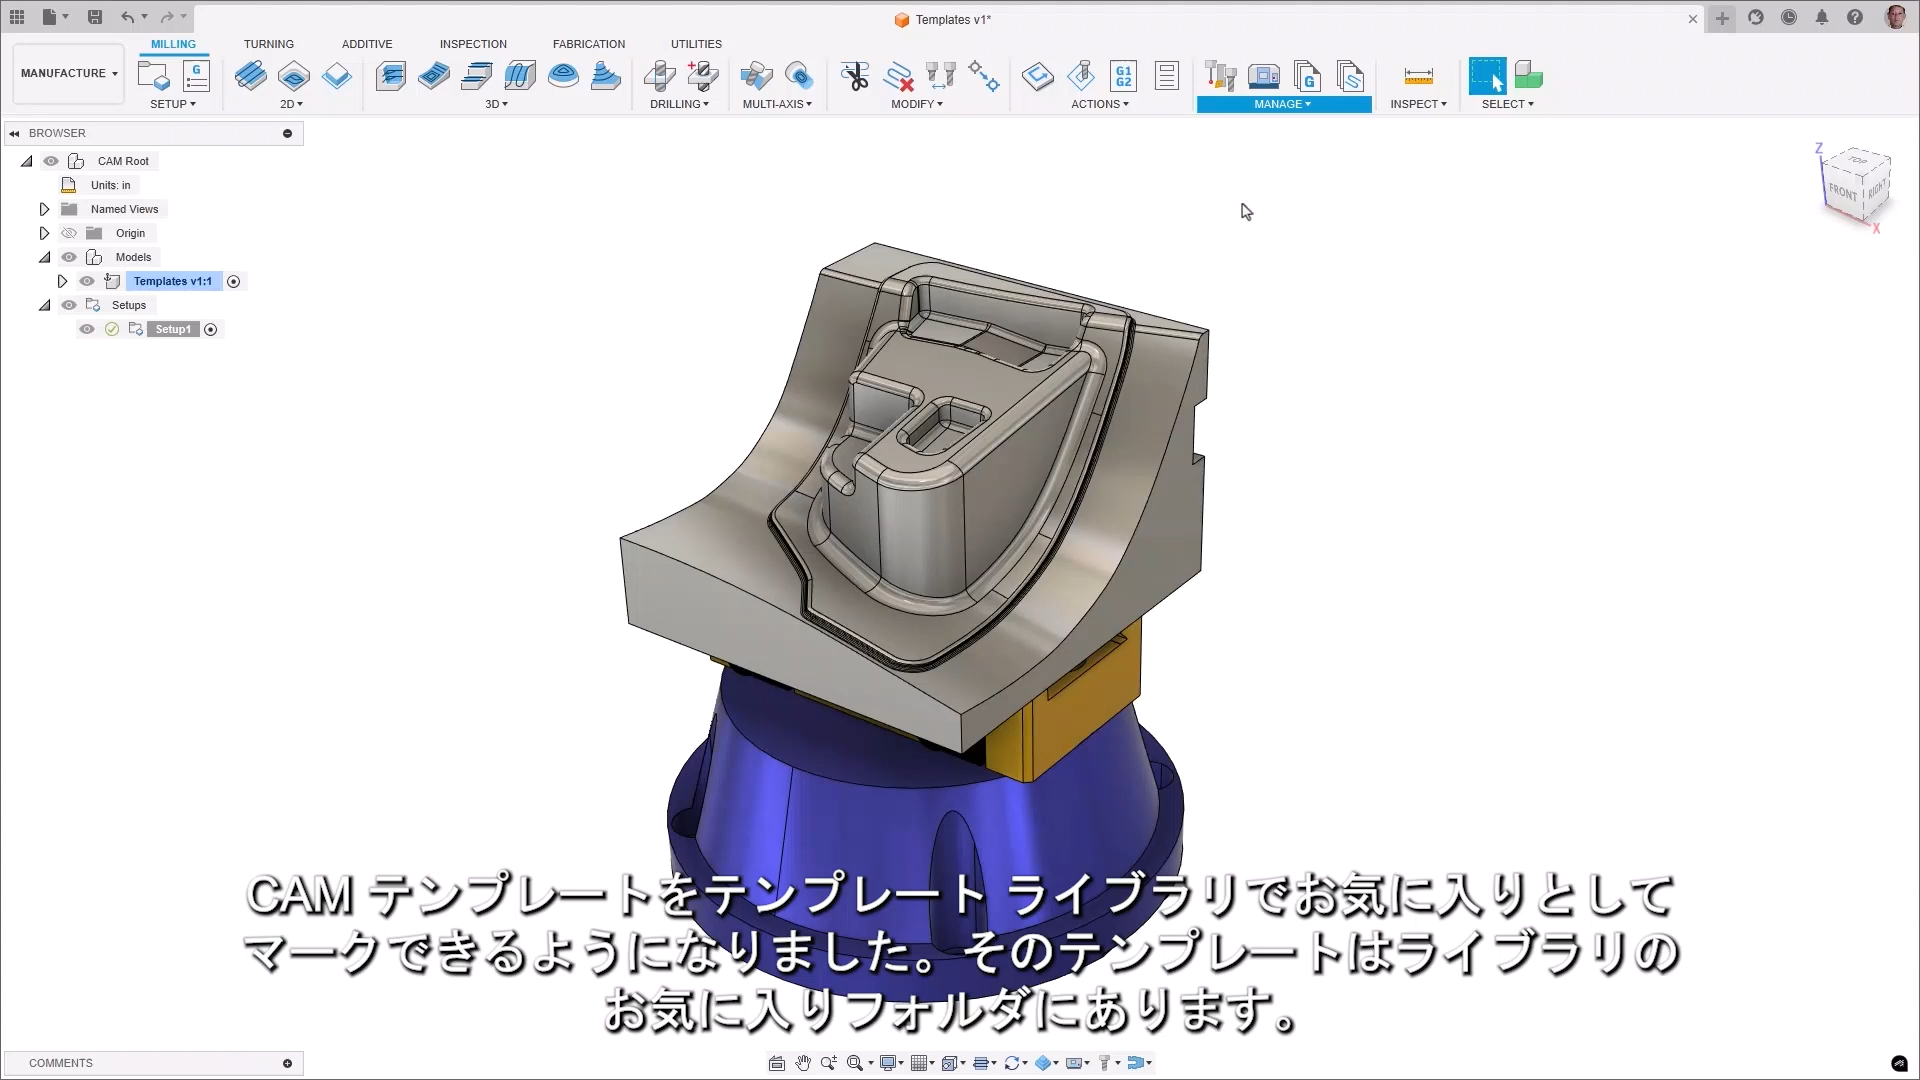 Templates v1*
MANUFACTURE
MILLING
TURNING
ADDITIVE
INSPECTION
FABRICATION
UTILITIES
G
G1
G2
G
SETUP
2D
3D
DRILLING
MULTI-AXIS
MODIFY
ACTIONS
MANAGE
INSPECT
SELECT
BROWSER
CAM Root
Units: in
Named Views
Origin
Models
Templates v1:1
Setups
Setup1
Z
TOP
FRONT
RIGHT
X
CAM テンプレートをテンプレート ライブラリでお気に入りとして
マークできるようになりました。そのテンプレートはライブラリの
お気に入りフォルダにあります。
COMMENTS